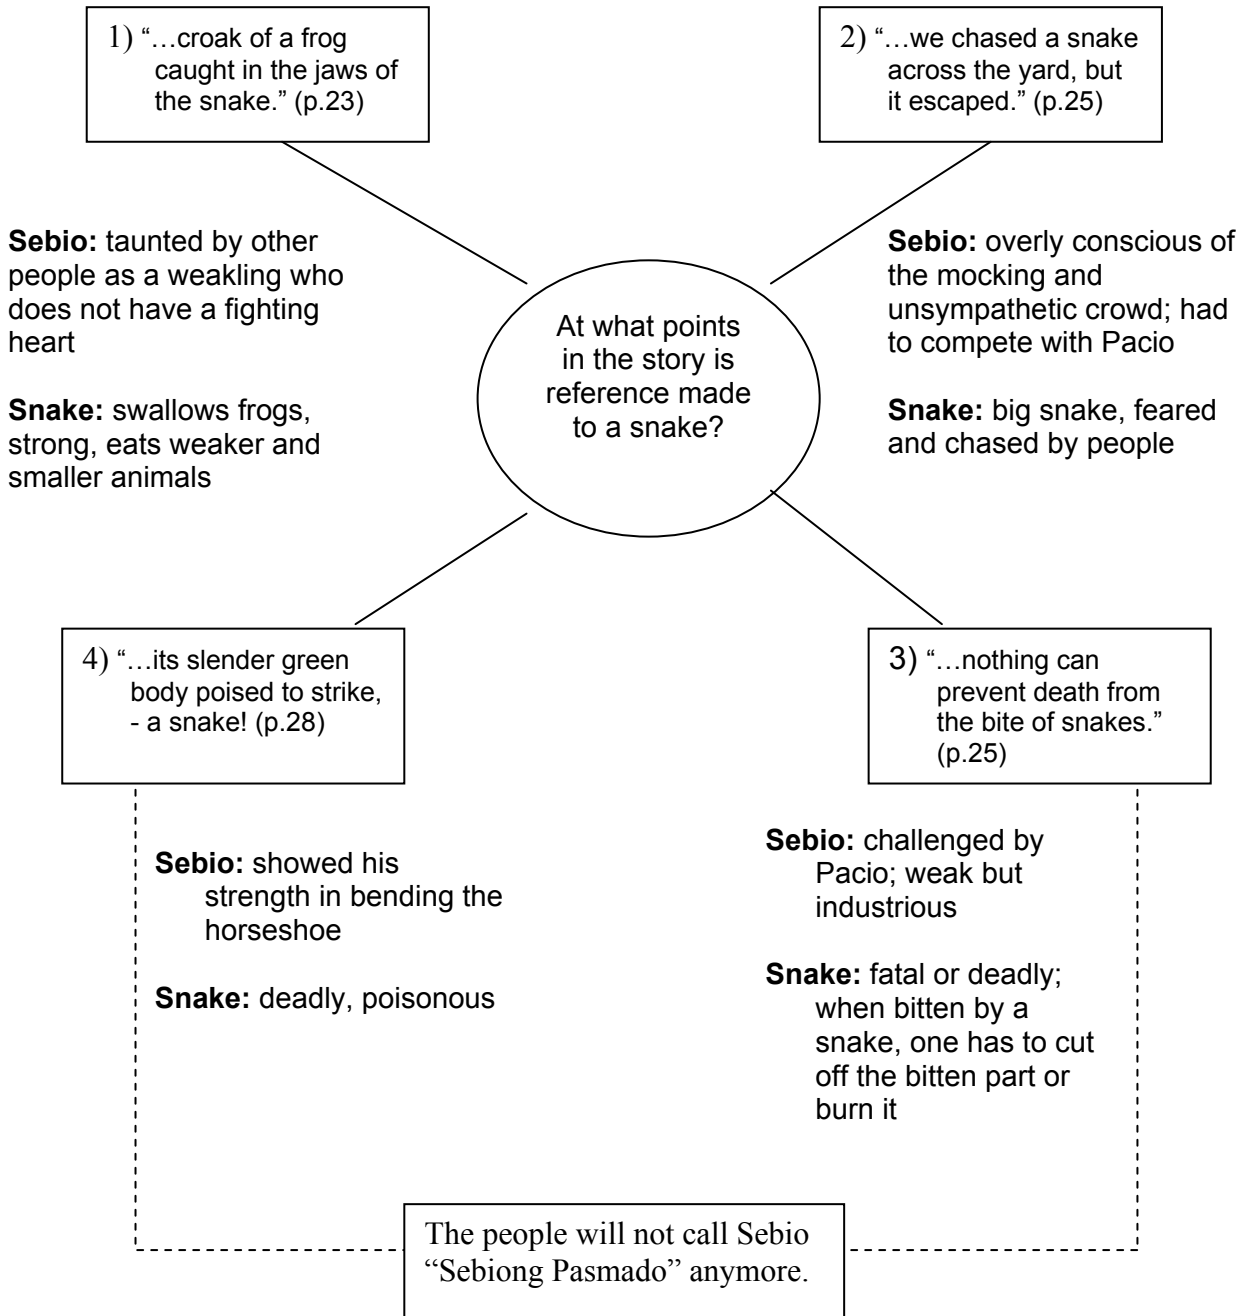 1) “…croak of a frog
caught in the jaws of
the snake.” (p.23)
2) “…we chased a snake
across the yard, but
it escaped.” (p.25)
Sebio: taunted by other
people as a weakling who
does not have a fighting
heart
Snake: swallows frogs,
strong, eats weaker and
smaller animals
At what points
in the story is
reference made
to a snake?
Sebio: overly conscious of
the mocking and
unsympathetic crowd; had
to compete with Pacio
Snake: big snake, feared
and chased by people
4) “…its slender green
body poised to strike,
- a snake! (p.28)
3) “…nothing can
prevent death from
the bite of snakes.”
(p.25)
Sebio: showed his
strength in bending the
horseshoe
Snake: deadly, poisonous
Sebio: challenged by
Pacio; weak but
industrious
Snake: fatal or deadly;
when bitten by a
snake, one has to cut
off the bitten part or
burn it
The people will not call Sebio
“Sebiong Pasmado” anymore.